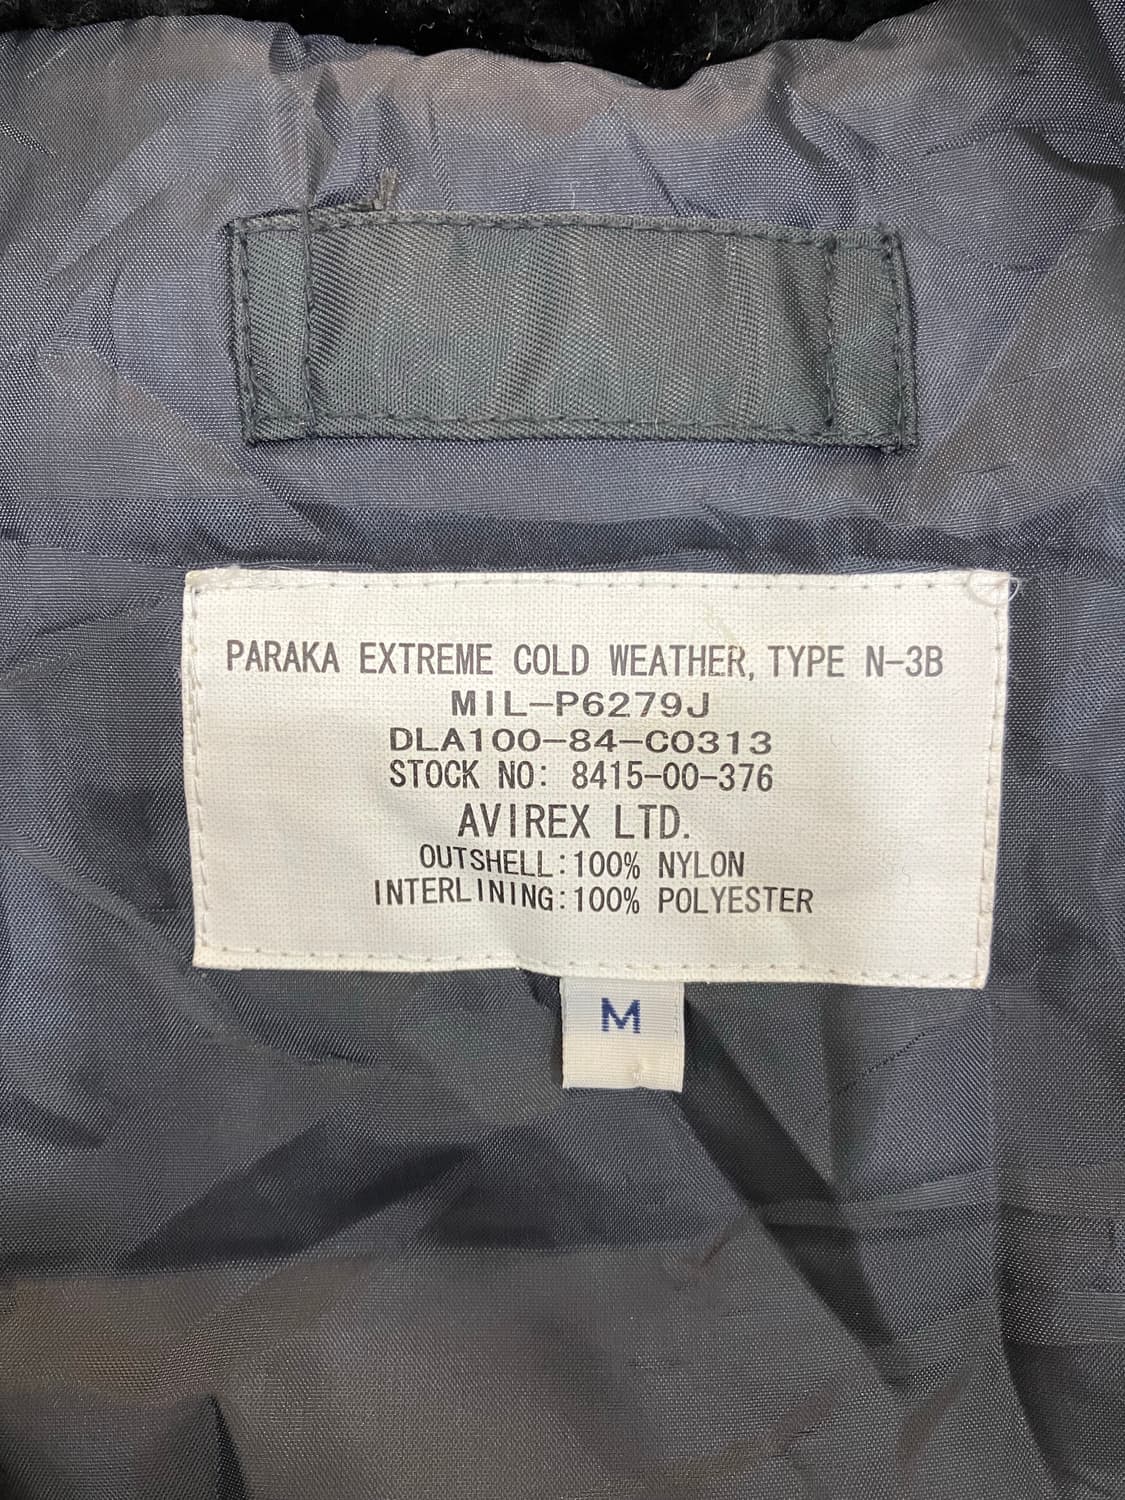 PARAKA EXTREME COLD WEATHER, TYPE N-3B
MIL-P6279J
DLA100-84-C0313
STOCK NO: 8415-00-376
AVIREX LTD.
OUTSHELL:100% NYLON
INTERLINING:100% POLYESTER
M